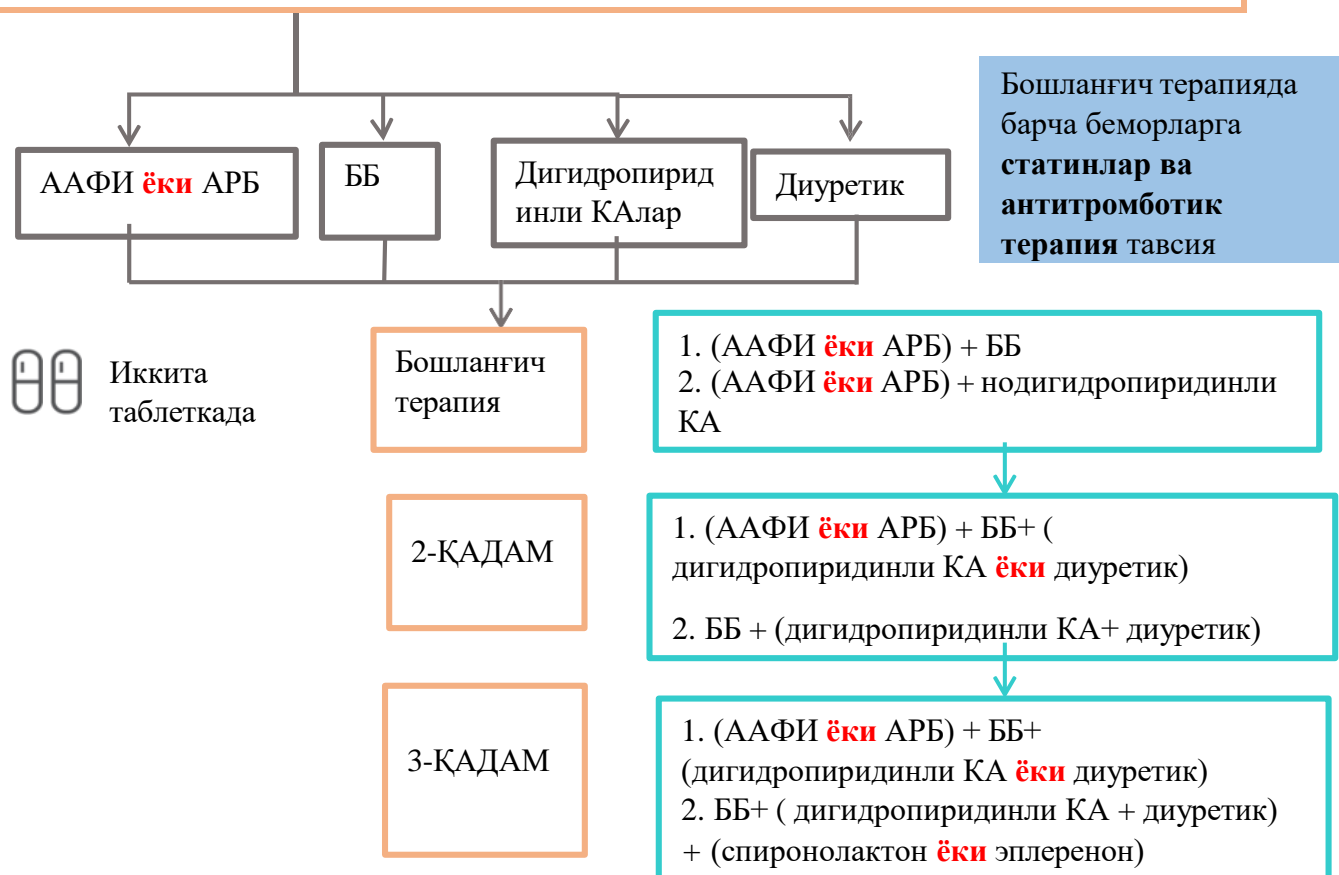 ААФИ ёки АРБ
ББ
Дигидропирид
инли КАлар
Диуретик
Бошланғич терапияда
барча беморларга
статинлар ва
антитромботик
терапия тавсия
Иккита
таблеткада
Бошланғич
терапия
1. (ААФИ ёки АРБ) + ББ
2. (ААФИ ёки АРБ) + нодигидропиридинли
КА
2-ҚАДАМ
1. (ААФИ ёки АРБ) + ББ+ (
дигидропиридинли КА ёки диуретик)
2. ББ + (дигидропиридинли КА+ диуретик)
3-ҚАДАМ
1. (ААФИ ёки АРБ) + ББ+
(дигидропиридинли КА ёки диуретик)
2. ББ+ ( дигидропиридинли КА + диуретик)
+ (спиронолактон ёки эплеренон)